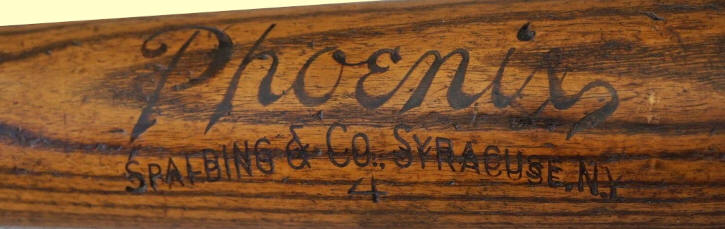 Phoenix
SPALDING & CO., SYRACUSE, N.Y.
4